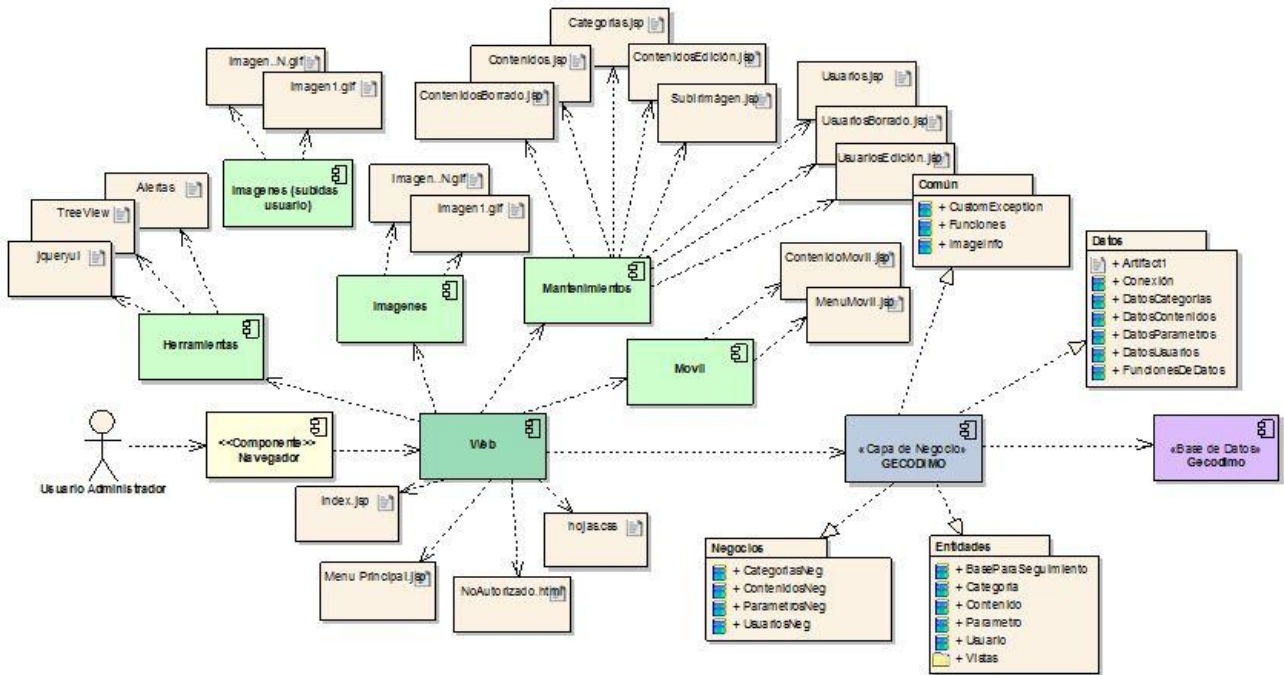 Categorias.jsp
Contenidos.jsp
ContenidosEdición.jsp
ContenidosBorrado.jsp
SubirImágen.jsp
Usuarios.jsp
UsuariosBorrado.jsp
UsuariosEdición.jsp
Imagen..N.gif
Imagen1.gif
Imagenes (subidas
usuario)
Alertas
TreeView
jqueryui
Herramientas
Imagen..N.gif
Imagen1.gif
Imagenes
Mantenimientos
ContenidoMovil.jsp
MenuMovil.jsp
Movil
Común
+ CustomException
+ Funciones
+ ImageInfo
Datos
+ Artifact1
+ Conexión
+ DatosCategorias
+ DatosContenidos
+ DatosParametros
+ DatosUsuarios
+ FuncionesDeDatos
Usuario Administrador
<<Componente>>
Navegador
Web
«Capa de Negocio»
GECODIMO
«Base de Datos»
Gecodimo
Index.jsp
Menu Principal.jsp
NoAutorizado.html
hojas.css
Negocios
+ CategoriasNeg
+ ContenidosNeg
+ ParametrosNeg
+ UsuariosNeg
Entidades
+ BaseParaSeguimiento
+ Categoria
+ Contenido
+ Parametro
+ Usuario
+ Vistas